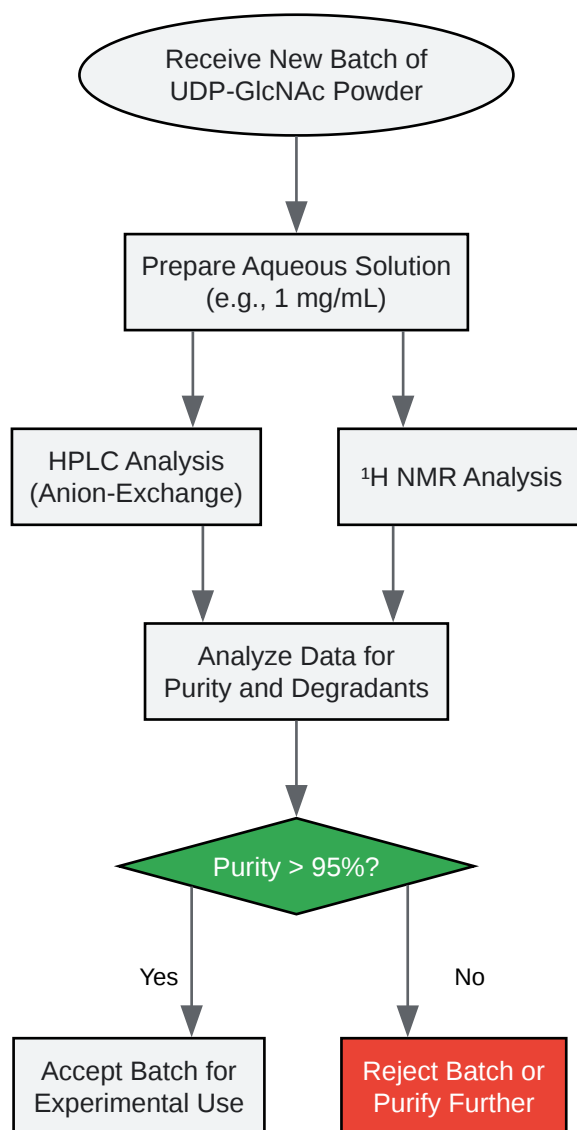 Receive New Batch of
UDP-GlcNAc Powder
Prepare Aqueous Solution
(e.g., 1 mg/mL)
HPLC Analysis
(Anion-Exchange)
¹H NMR Analysis
Analyze Data for
Purity and Degradants
Purity > 95%?
Yes
No
Accept Batch for
Experimental Use
Reject Batch or
Purify Further